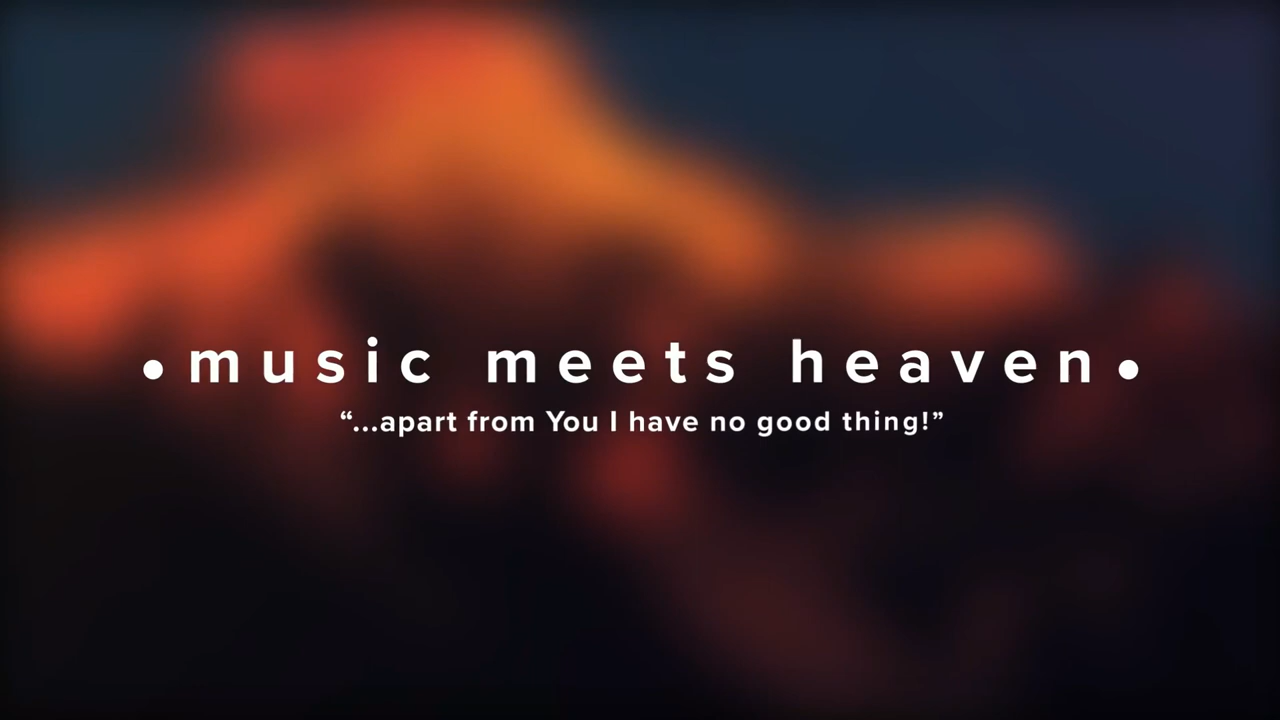 •music meets heaven•
“...apart from You I have no good thing!”